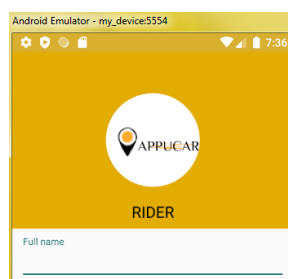 Android Emulator - my_device:5554
7:36
APPUCAR
RIDER
Full name